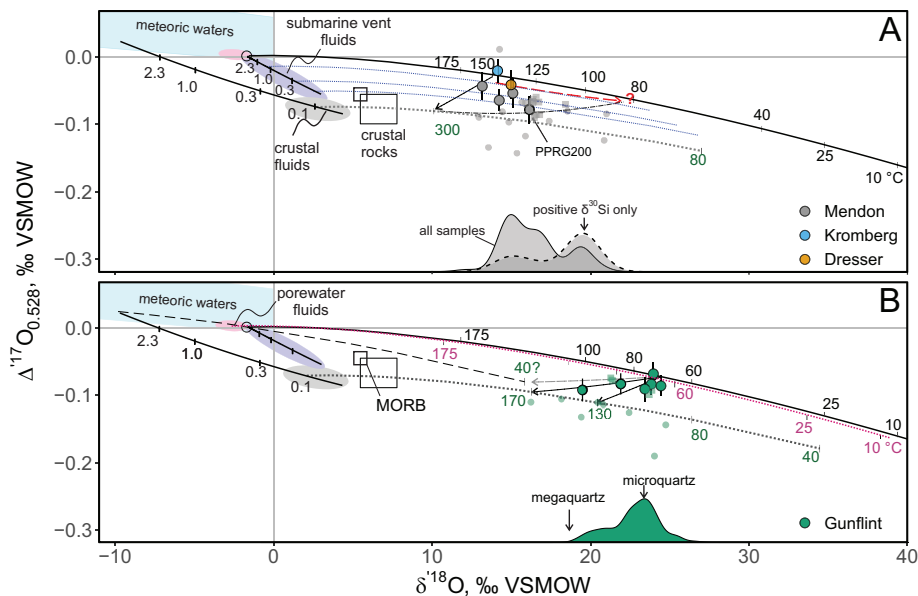 A
meteoric waters
submarine vent
fluids
0.0
2.3
1.0
0.3
0.1
2.3
1.0
0.3
175
150
125
100
80
?
40
25
10 °C
crustal
fluids
crustal
rocks
300
PPRG200
80
−0.1
−0.2
−0.3
all samples
positive δ³⁰Si only
Mendon
Kromberg
Dresser
Δ'¹⁷O₀.₅₂₈, ‰ VSMOW
B
meteoric waters
porewater
fluids
0.0
2.3
1.0
0.3
0.1
175
175
100
80
60
60
25
25
10
10 °C
40?
170
130
80
40
MORB
−0.1
−0.2
−0.3
megaquartz
microquartz
Gunflint
−10
0
10
20
30
40
δ'¹⁸O, ‰ VSMOW